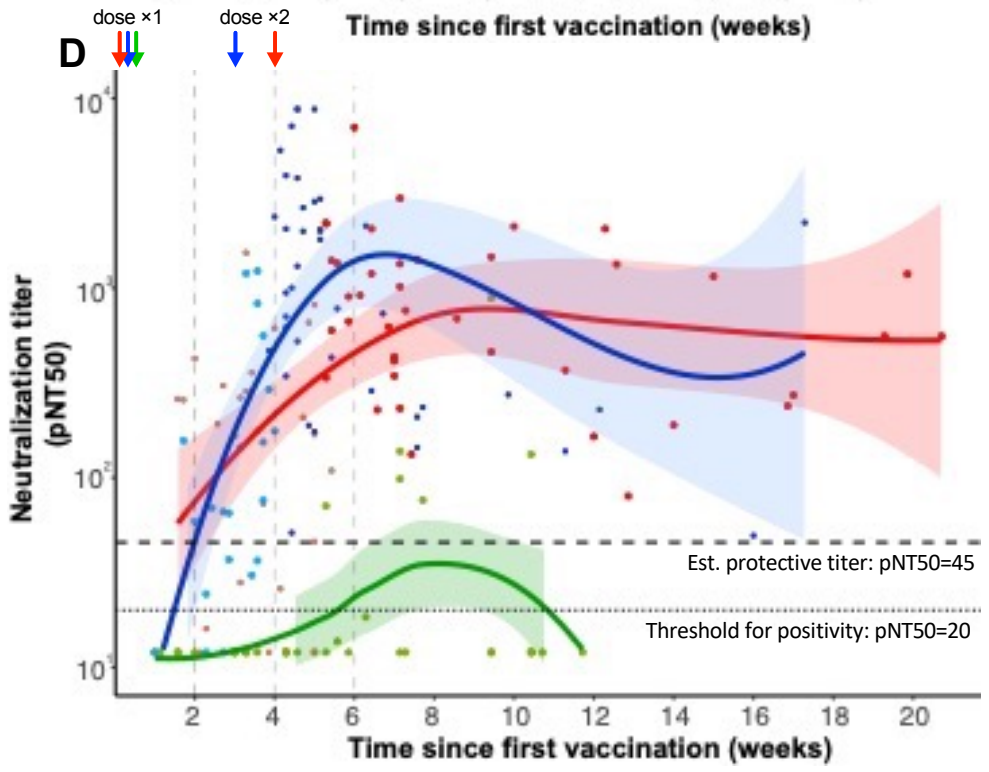 Time since first vaccination (weeks)
dose ×1
dose ×2
D
10⁴
10³
10²
10¹
Neutralization titer
(pNT50)
Est. protective titer: pNT50=45
Threshold for positivity: pNT50=20
2 4 6 8 10 12 14 16 18 20
Time since first vaccination (weeks)